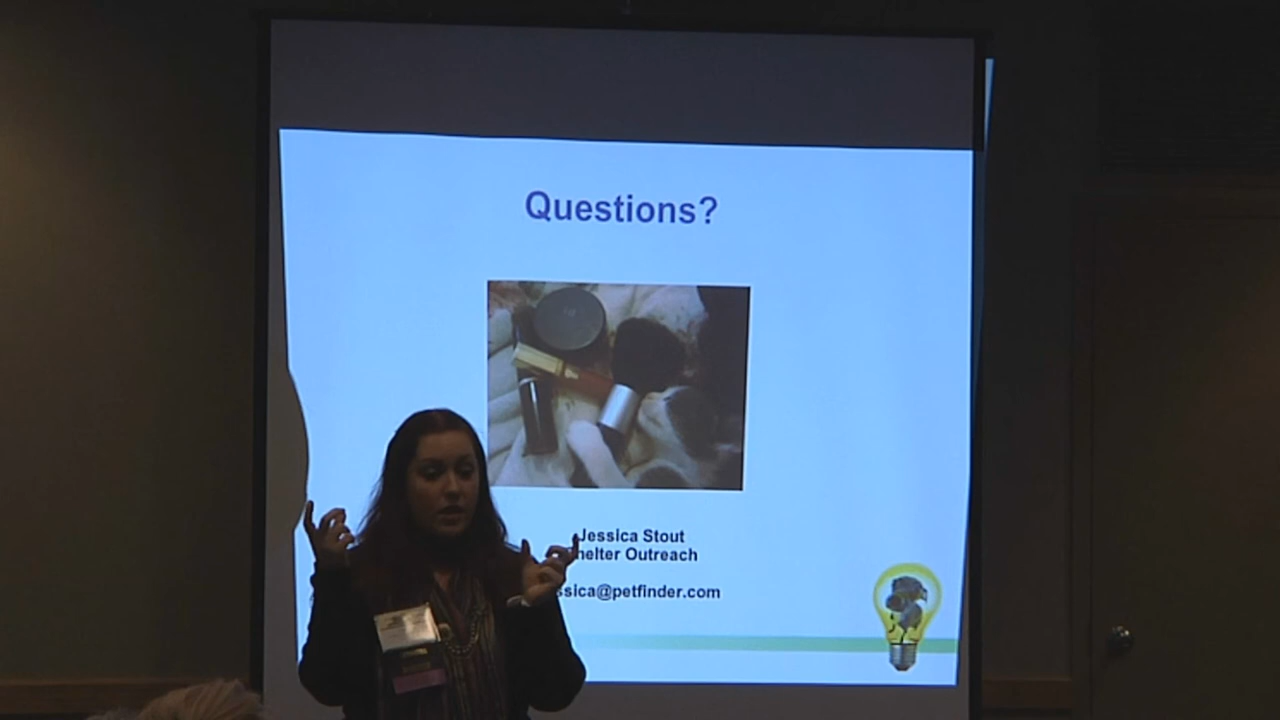 Questions?
Jessica Stout
helter Outreach
ssica@petfinder.com